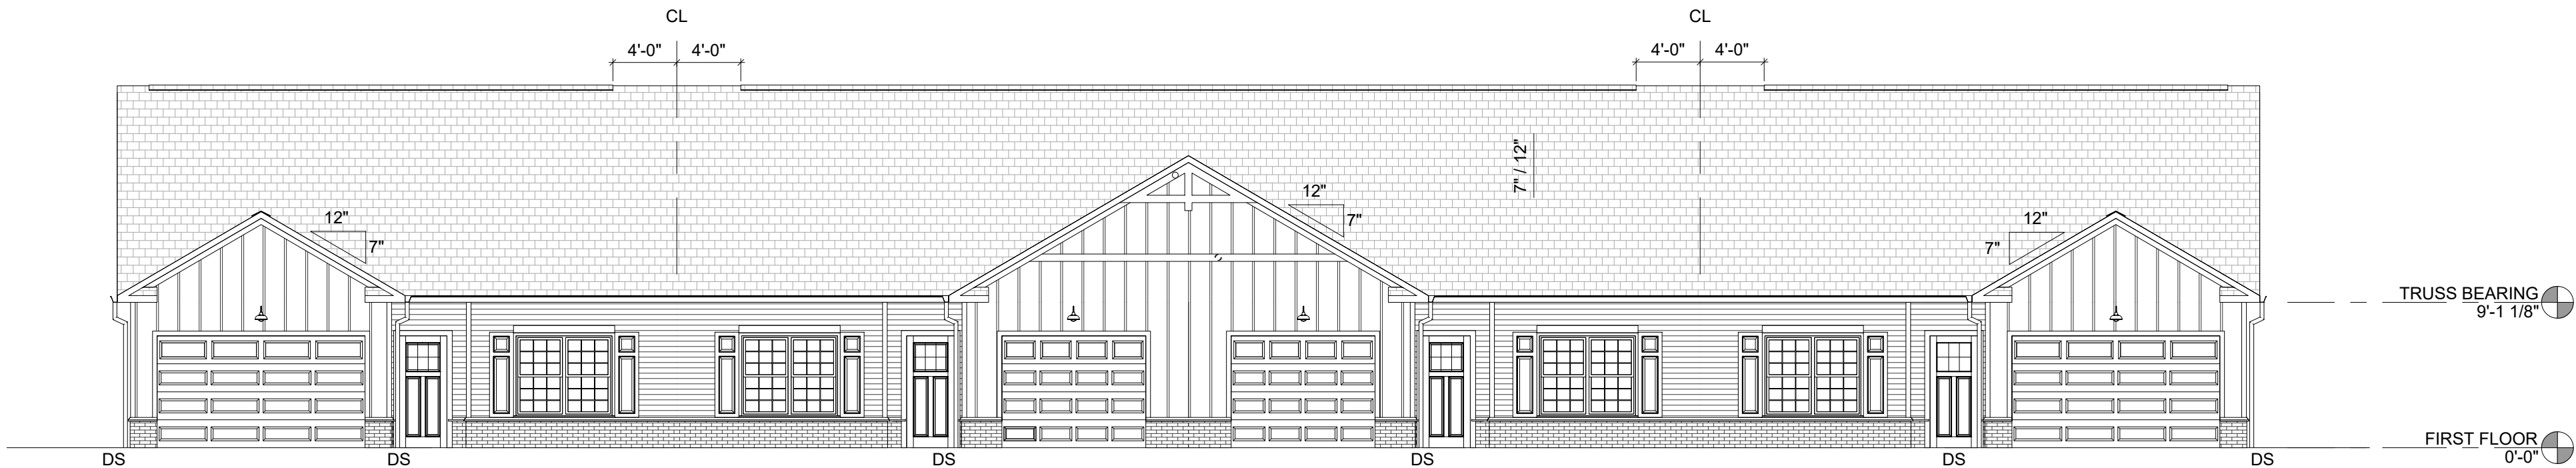 CL CL
4'-0" 4'-0" 4'-0" 4'-0"
7" / 12"
12" 12" 12"
7" 7" 7"
TRUSS BEARING
9'-1 1/8"
FIRST FLOOR
0'-0"
DS DS DS DS DS DS